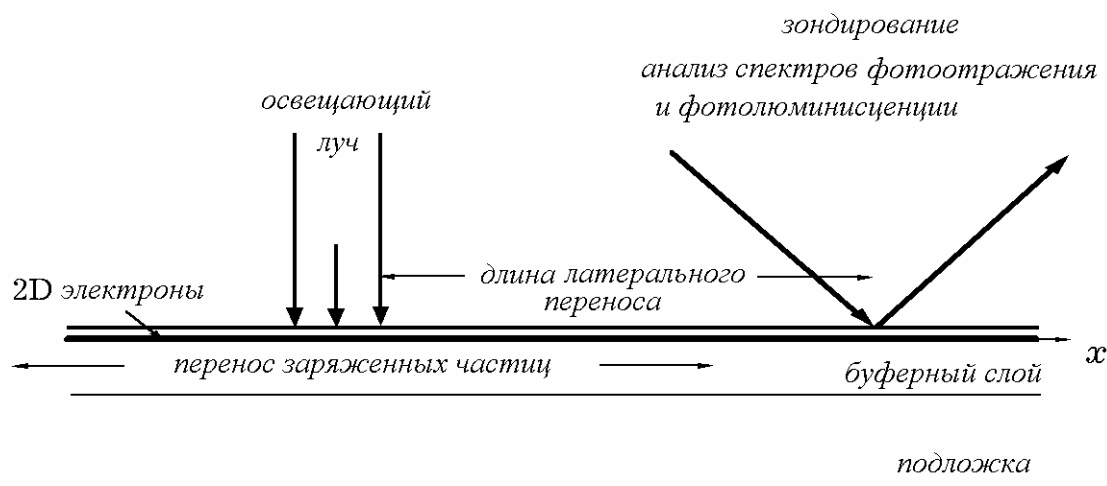 зондирование
анализ спектров фотоотражения
и фотолюминисценции
освещающий
луч
длина латерального
переноса
2D электроны
перенос заряженных частиц
x
буферный слой
подложка